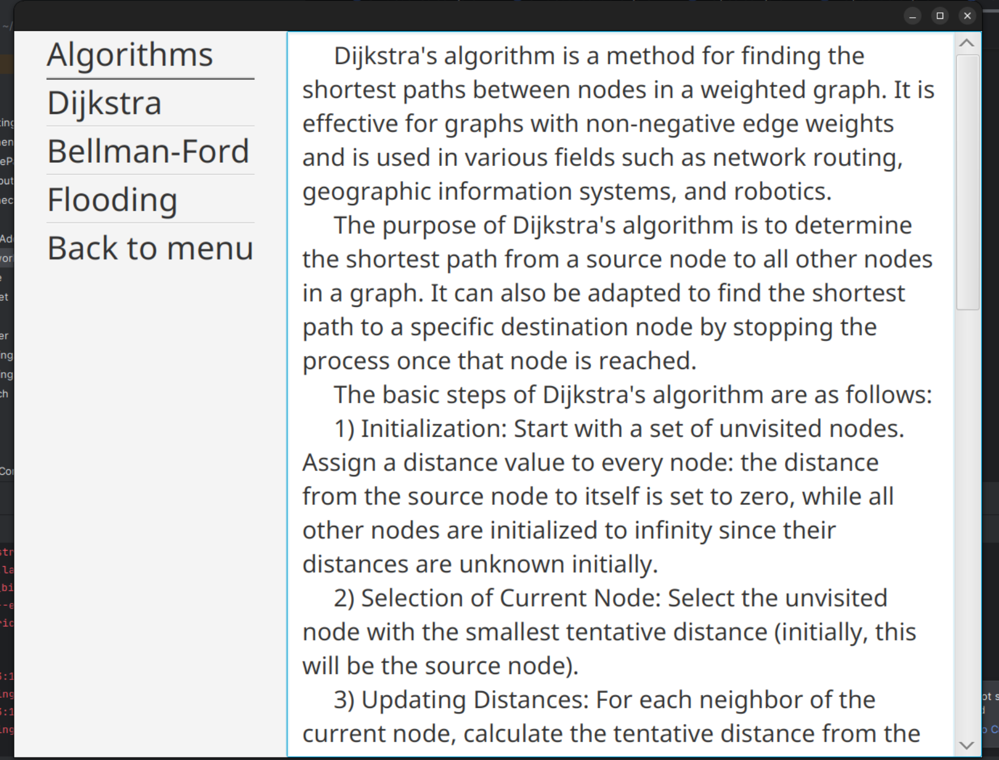 Algorithms
Dijkstra
Bellman-Ford
Flooding
Back to menu
Dijkstra's algorithm is a method for finding the
shortest paths between nodes in a weighted graph. It is
effective for graphs with non-negative edge weights
and is used in various fields such as network routing,
geographic information systems, and robotics.
The purpose of Dijkstra's algorithm is to determine
the shortest path from a source node to all other nodes
in a graph. It can also be adapted to find the shortest
path to a specific destination node by stopping the
process once that node is reached.
The basic steps of Dijkstra's algorithm are as follows:
1) Initialization: Start with a set of unvisited nodes.
Assign a distance value to every node: the distance
from the source node to itself is set to zero, while all
other nodes are initialized to infinity since their
distances are unknown initially.
2) Selection of Current Node: Select the unvisited
node with the smallest tentative distance (initially, this
will be the source node).
3) Updating Distances: For each neighbor of the
current node, calculate the tentative distance from the